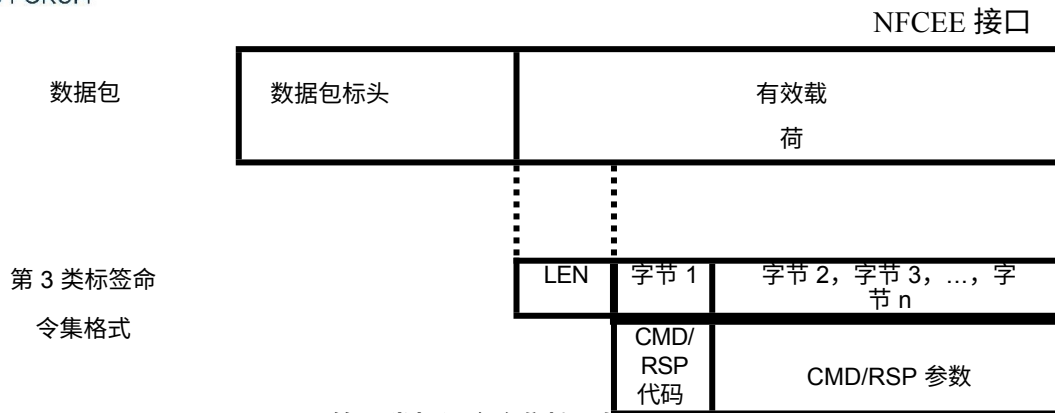 NFCEE 接口
数据包
数据包标头
有效载
荷
第 3 类标签命
令集格式
LEN
字节 1
字节 2，字节 3，…，字
节 n
CMD/
RSP
代码
CMD/RSP 参数